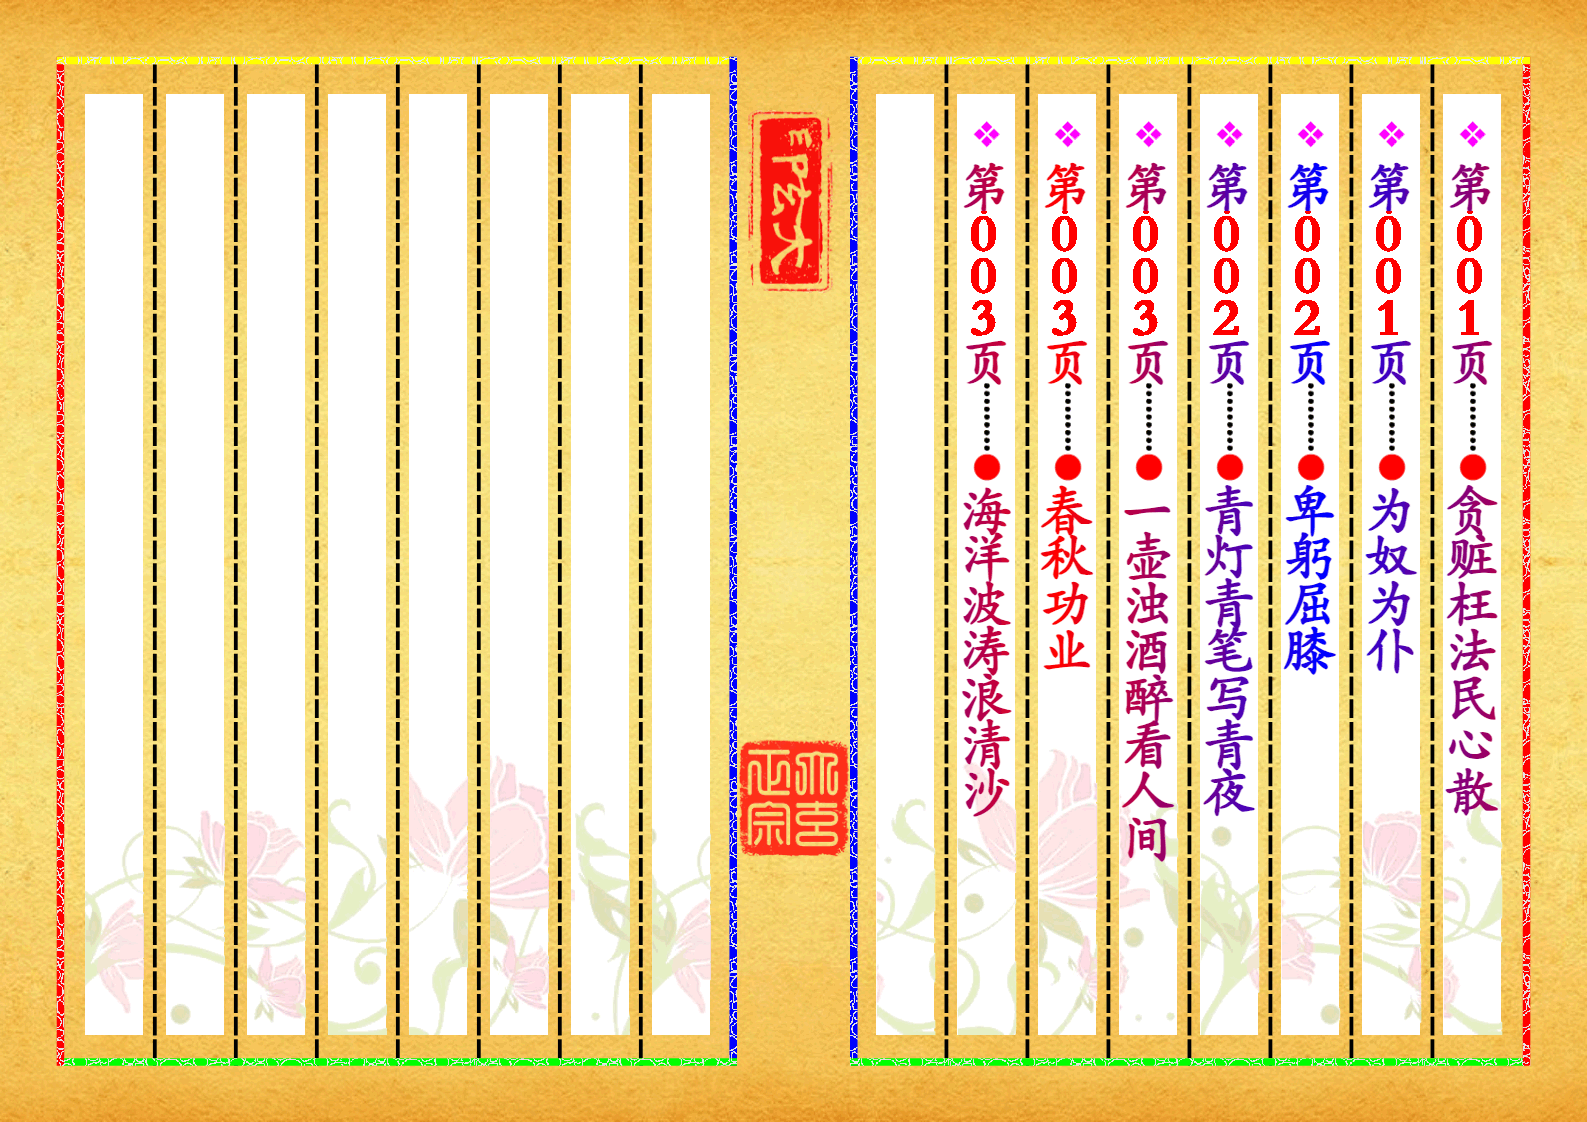 ❖第001页………●贪赃枉法民心散
❖第001页………●为奴为仆
❖第002页………●卑躬屈膝
❖第002页………●青灯青笔写青夜
❖第003页………●一壶浊酒醉看人间
❖第003页………●春秋功业
❖第003页………●海洋波涛浪清沙